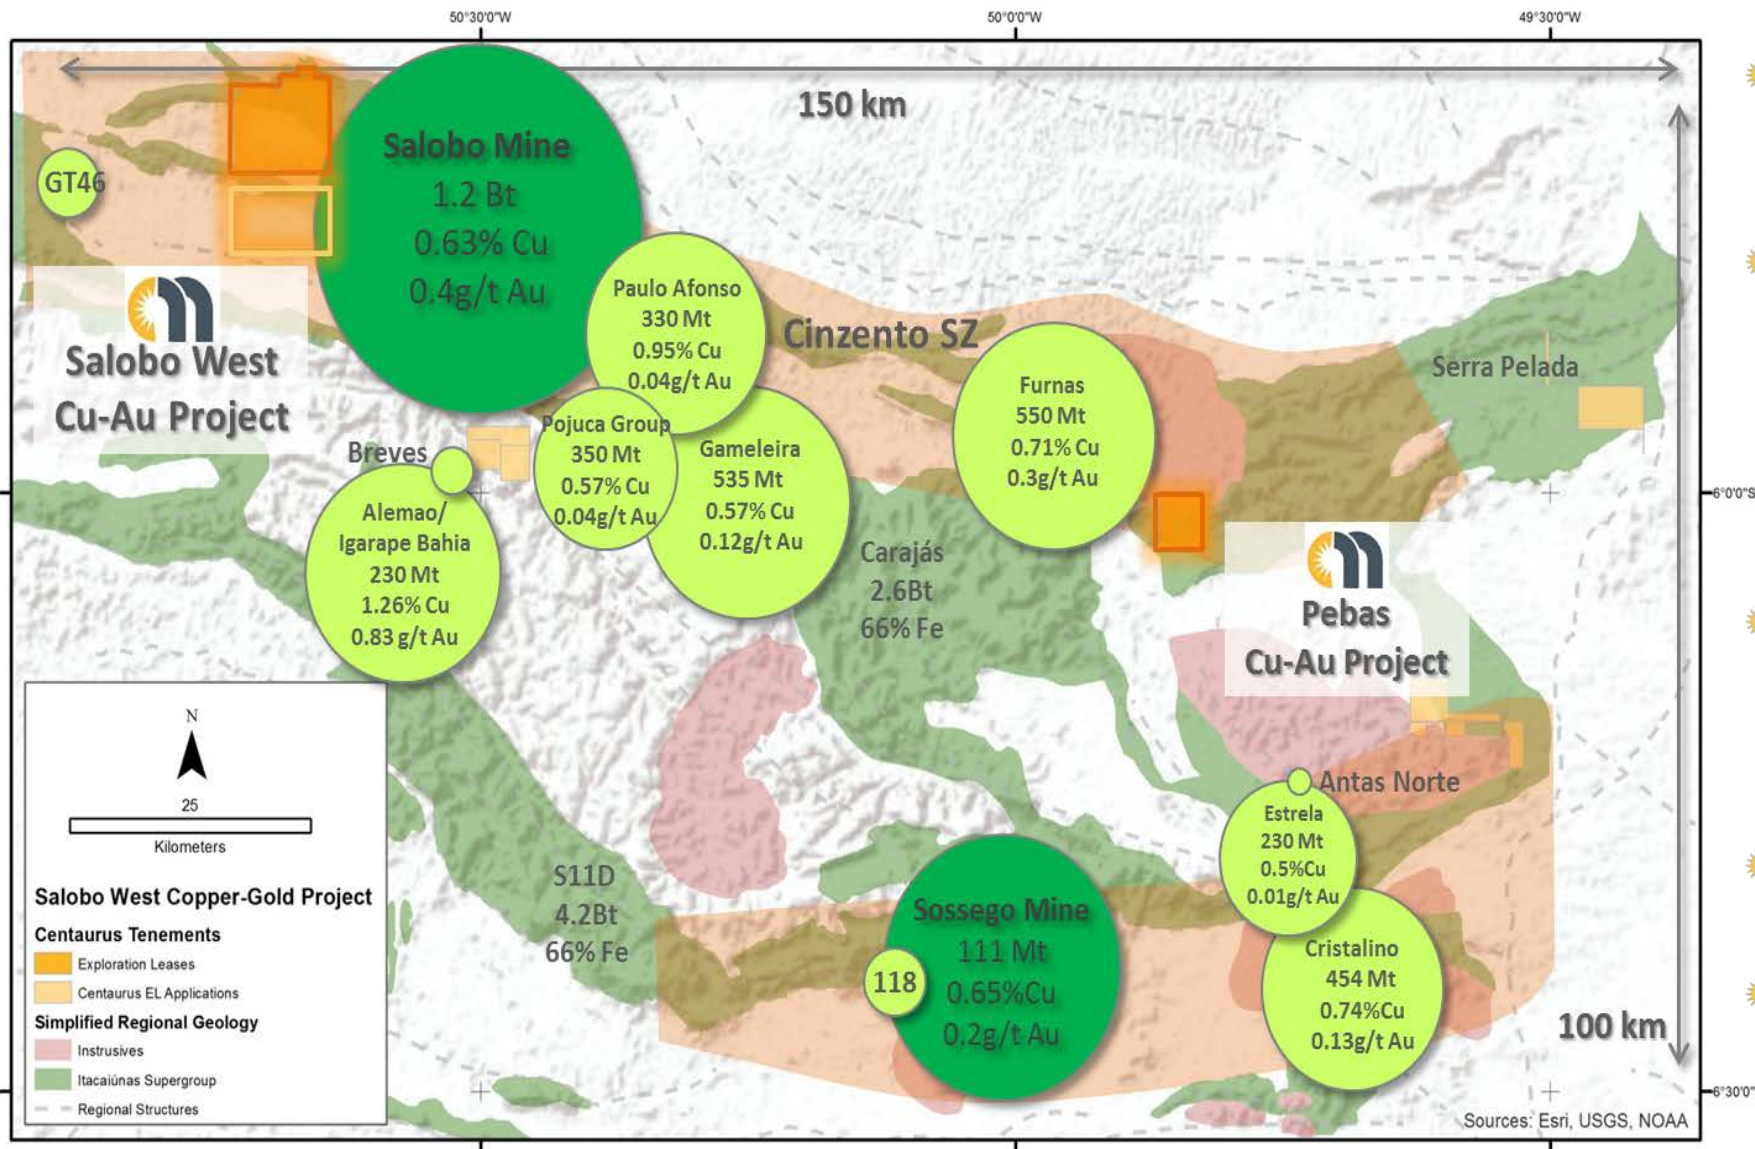 50°30'0"W
50°0'0"W
49°30'0"W
150 km
Salobo Mine
1.2 Bt
0.63% Cu
0.4g/t Au
GT46
Salobo West
Cu-Au Project
Paulo Afonso
330 Mt
0.95% Cu
0.04g/t Au
Cinzento SZ
Furnas
550 Mt
0.71% Cu
0.3g/t Au
Serra Pelada
Breves
Pojuca Group
350 Mt
0.57% Cu
0.04g/t Au
Gameleira
535 Mt
0.57% Cu
0.12g/t Au
6°0'0"S
Alemao/
Igarape Bahia
230 Mt
1.26% Cu
0.83 g/t Au
Carajás
2.6Bt
66% Fe
Pebas
Cu-Au Project
Antas Norte
Estrela
230 Mt
0.5%Cu
0.01g/t Au
S11D
4.2Bt
66% Fe
Sossego Mine
111 Mt
0.65%Cu
0.2g/t Au
118
Cristalino
454 Mt
0.74%Cu
0.13g/t Au
100 km
6°30'0"
N
25
Kilometers
Salobo West Copper-Gold Project
Centaurus Tenements
Exploration Leases
Centaurus EL Applications
Simplified Regional Geology
Instrusives
Itacaiúnas Supergroup
Regional Structures
Sources: Esri, USGS, NOAA